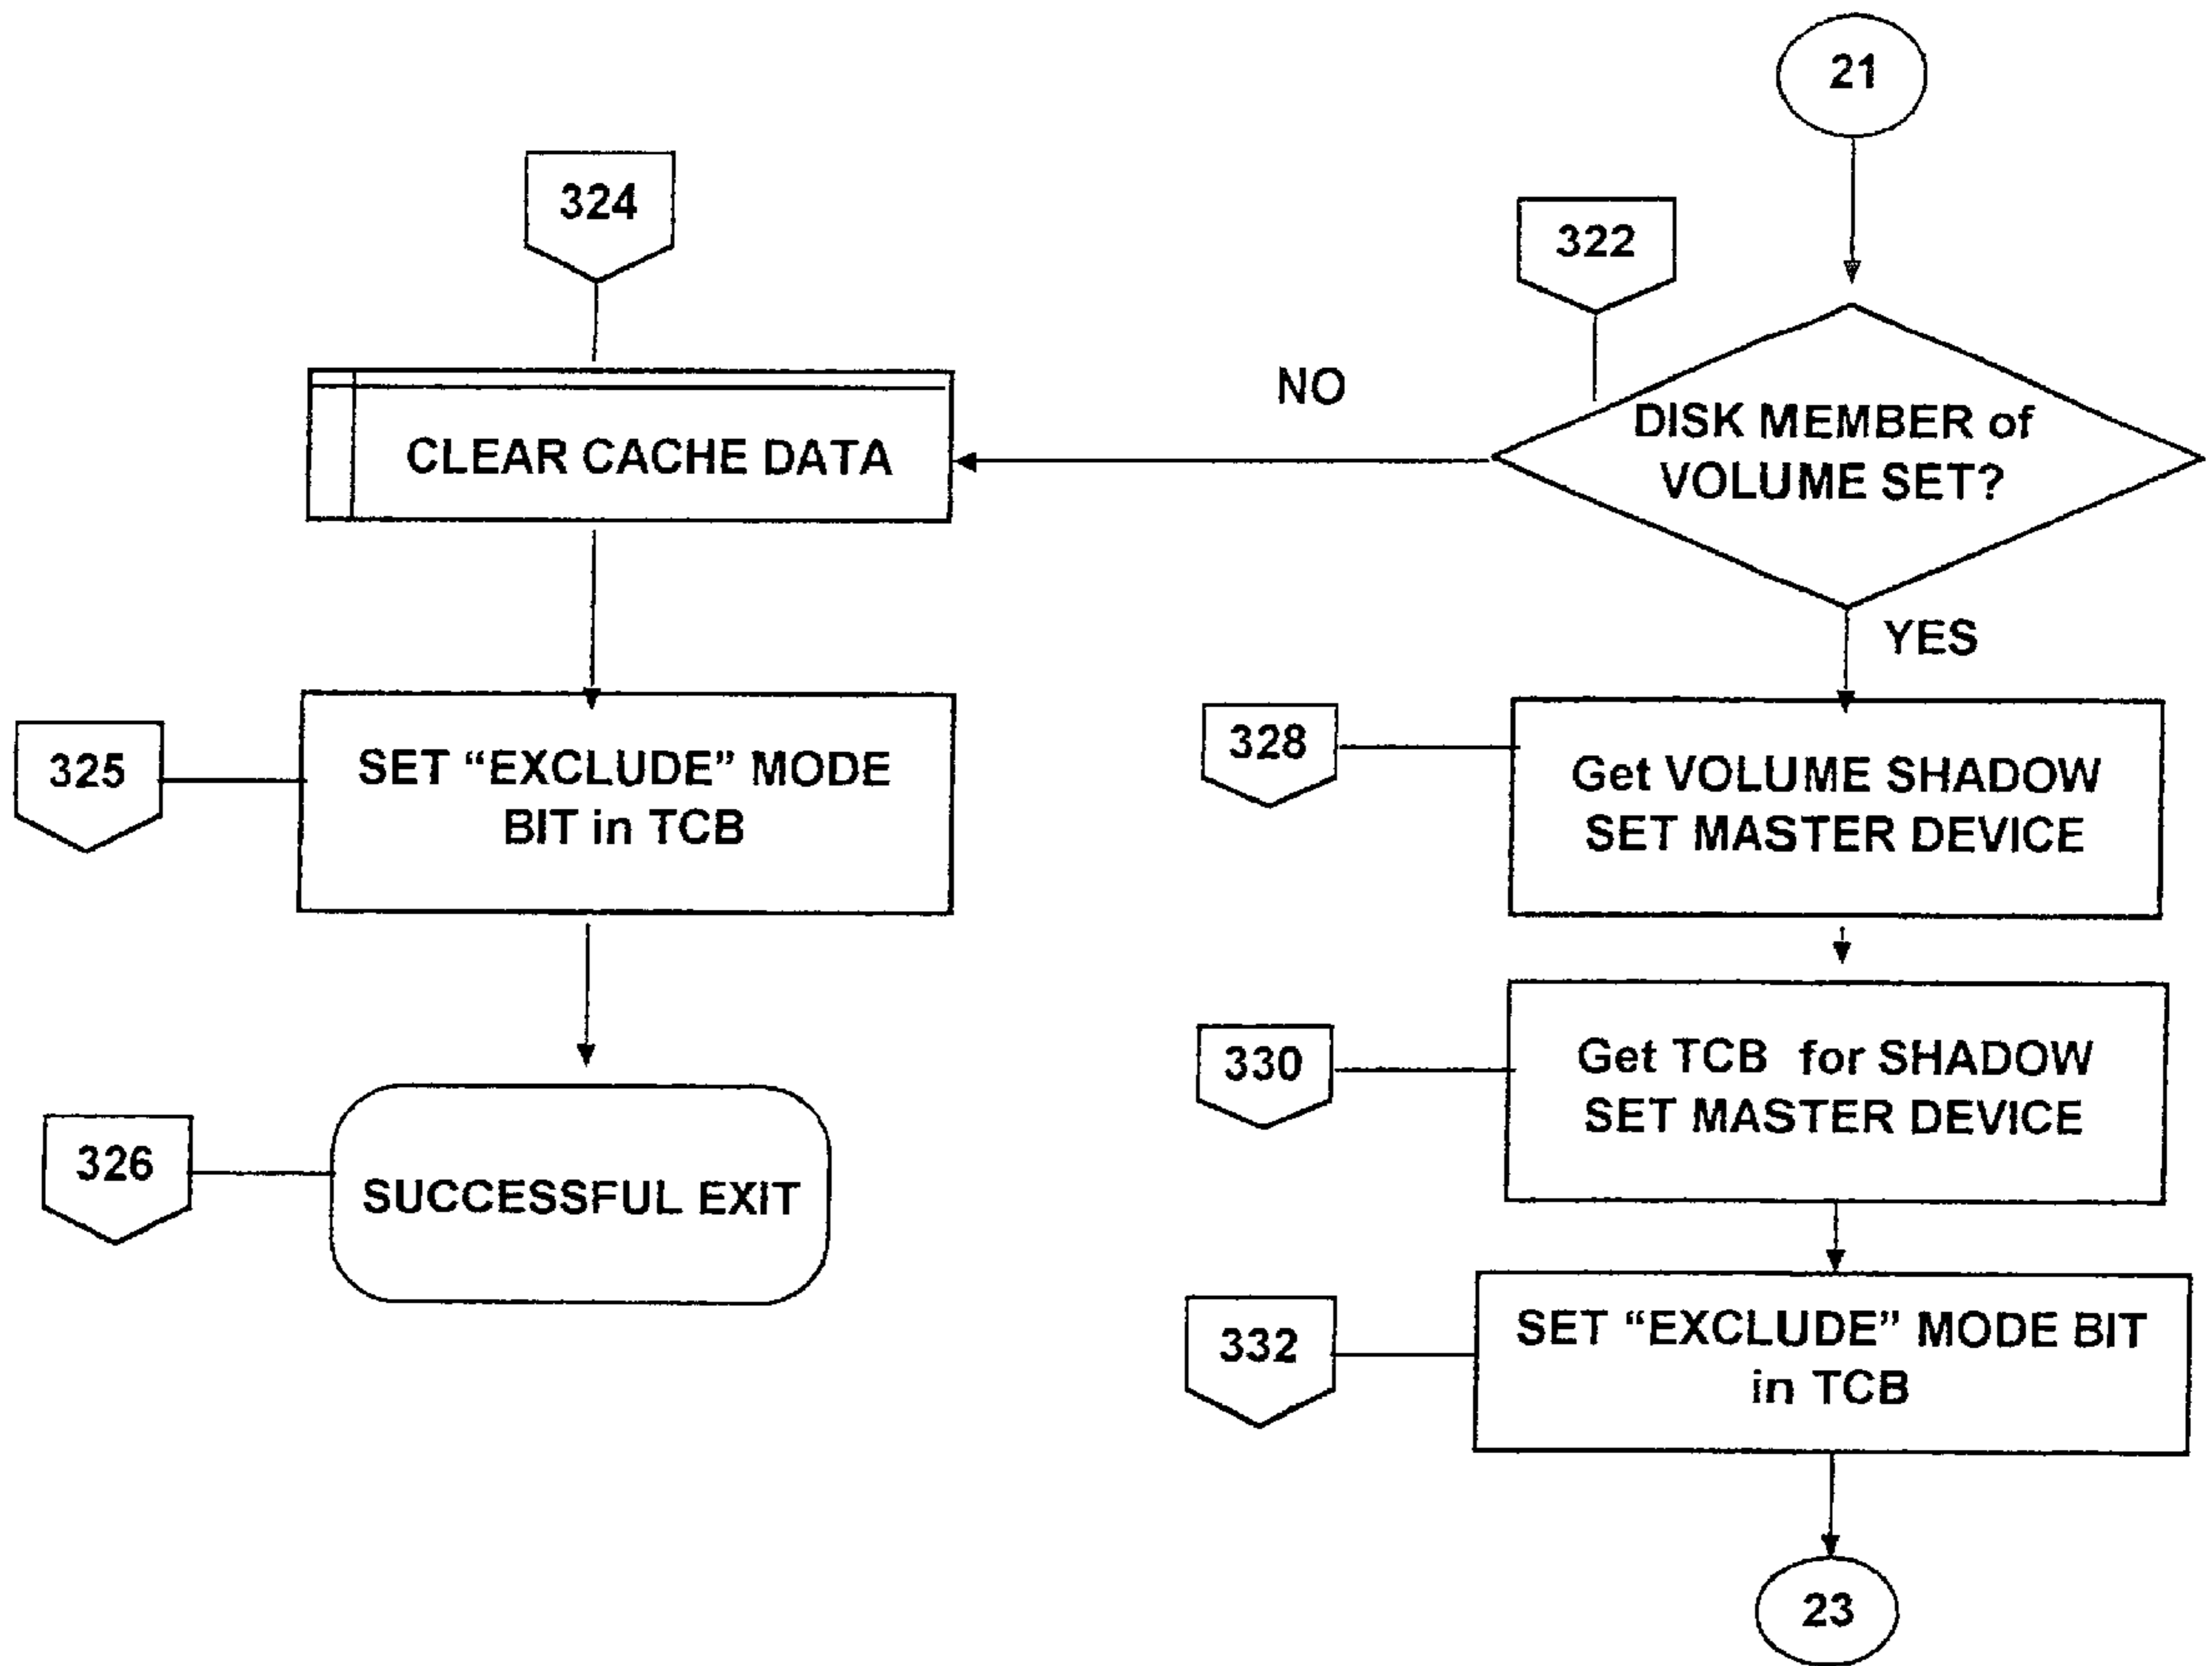 21
324
322
NO
DISK MEMBER of
VOLUME SET?
CLEAR CACHE DATA
YES
325
SET “EXCLUDE” MODE
BIT in TCB
328
Get VOLUME SHADOW
SET MASTER DEVICE
330
Get TCB for SHADOW
SET MASTER DEVICE
326
SUCCESSFUL EXIT
332
SET “EXCLUDE” MODE BIT
in TCB
23